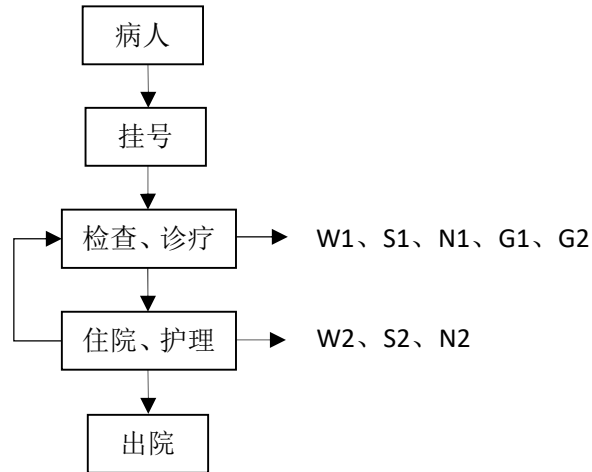 病人
挂号
检查、诊疗
W1、S1、N1、G1、G2
住院、护理
W2、S2、N2
出院